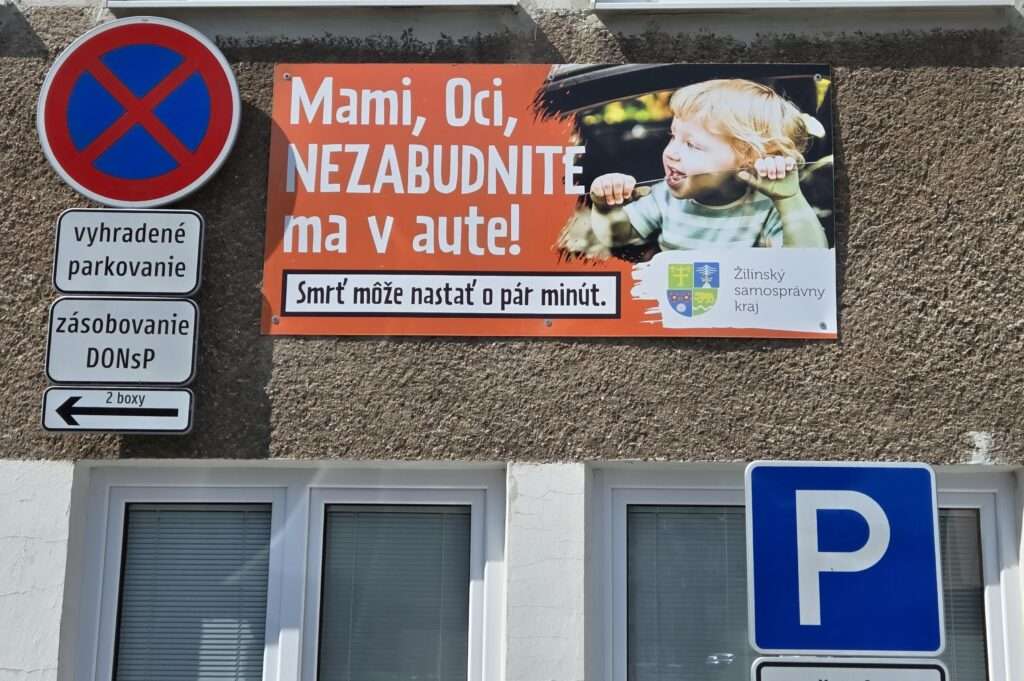 vyhradené
parkovanie
zásobovanie
DONsP
2 boxy
Mami, Oci,
NEZABUDNITE
ma v aute!
Smrť môže nastať o pár minút.
Žilinský
samosprávny
kraj
P